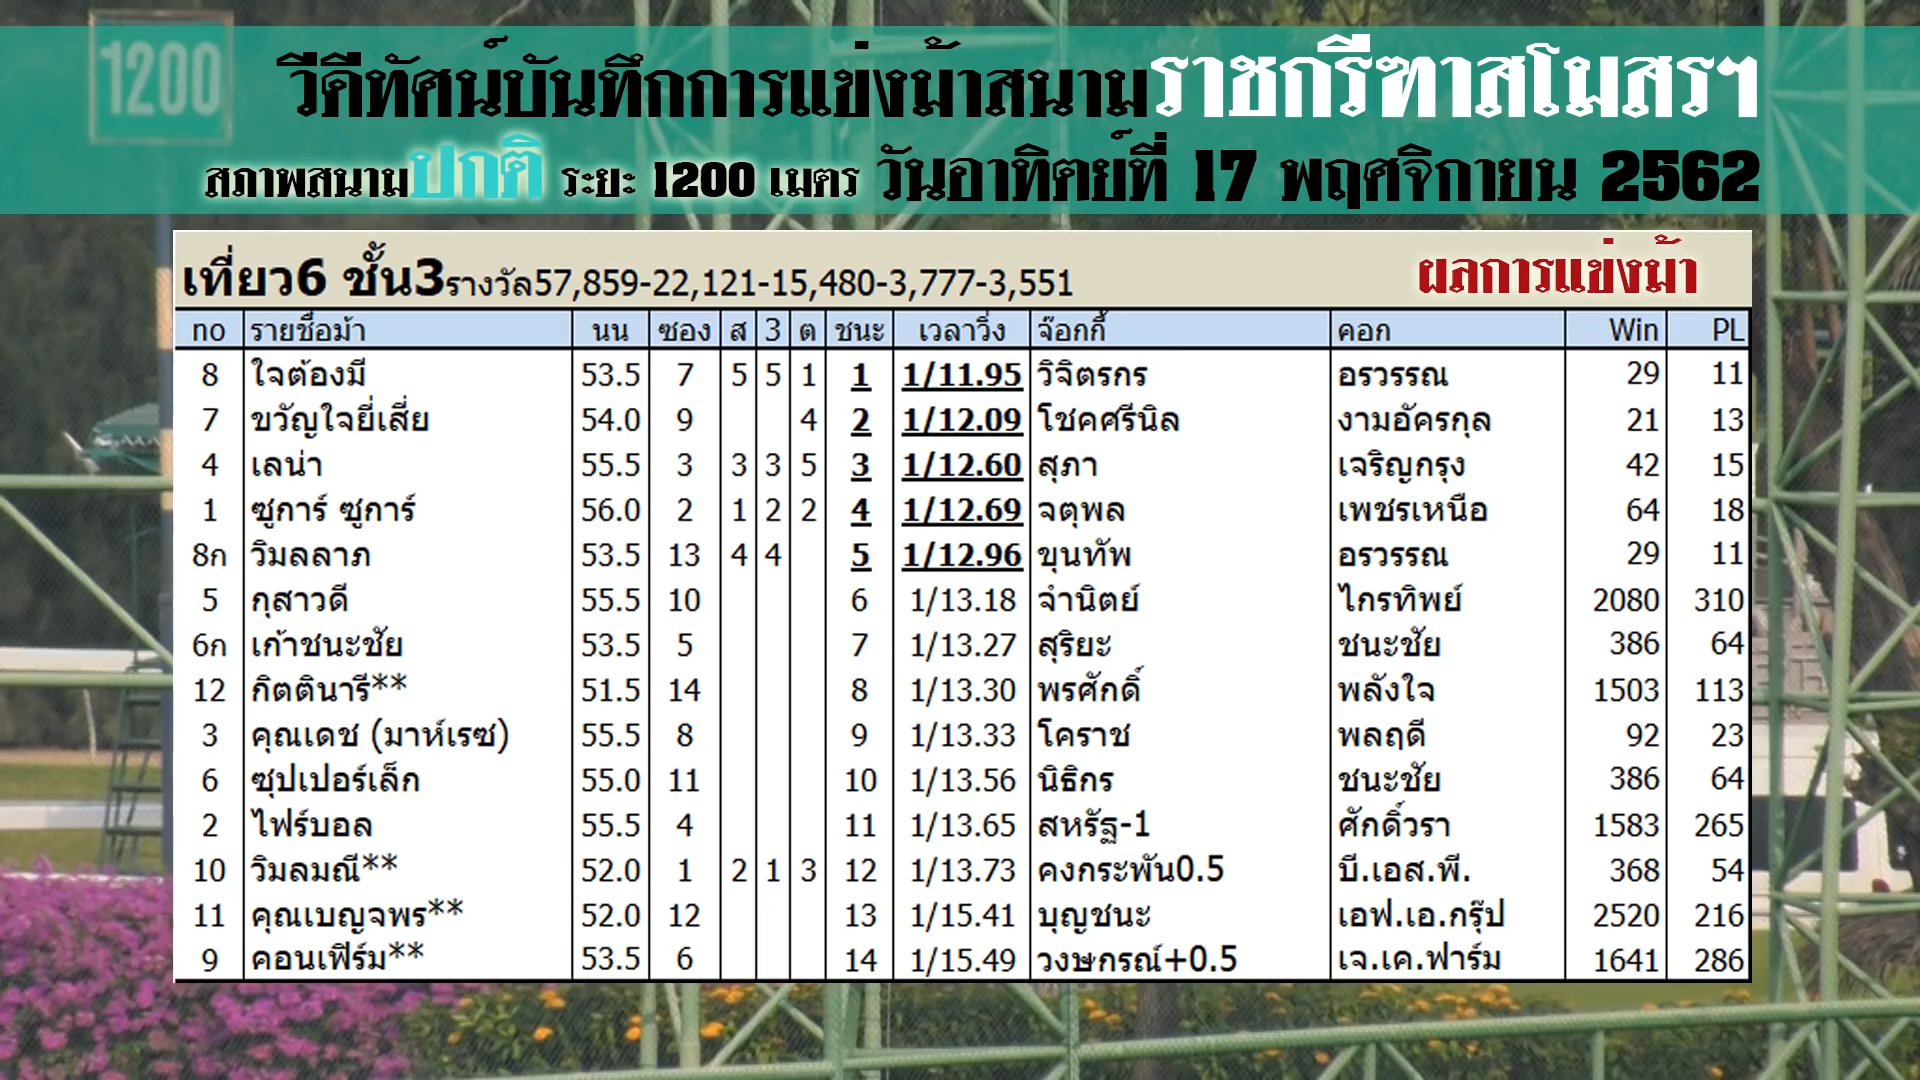 1200
วีดีทัศน์บันทึกการแข่งม้าสนามราชกรีฑาสโมสรฯ
สภาพสนามปกติ ระยะ 1200 เมตร วันอาทิตย์ที่ 17 พฤศจิกายน 2562
เที่ยว6 ชั้น3รางวัล57,859-22,121-15,480-3,777-3,551 ผลการแข่งม้า
no รายชื่อม้า นน ซอง ส 3 ต ชนะ เวลาวิ่ง จ๊อกกี้ คอก Win PL
8 ใจต้องมี 53.5 7 5 5 1 1 1/11.95 วิจิตรกร อรวรรณ 29 11
7 ขวัญใจยี่เสี่ย 54.0 9 4 2 1/12.09 โชคศรีนิล งามอัครกุล 21 13
4 เลน่า 55.5 3 3 3 5 3 1/12.60 สุภา เจริญกรุง 42 15
1 ซูการ์ ซูการ์ 56.0 2 1 2 2 4 1/12.69 จตุพล เพชรเหนือ 64 18
8ก วิมลลาภ 53.5 13 4 4 5 1/12.96 ขุนทัพ อรวรรณ 29 11
5 กุสาวดี 55.5 10 6 1/13.18 จำนิตย์ ไกรทิพย์ 2080 310
6ก เก้าชนะชัย 53.5 5 7 1/13.27 สุริยะ ชนะชัย 386 64
12 กิตตินารี** 51.5 14 8 1/13.30 พรศักดิ์ พลังใจ 1503 113
3 คุณเดช (มาห์เรซ) 55.5 8 9 1/13.33 โคราช พลฤดี 92 23
6 ซุปเปอร์เล็ก 55.0 11 10 1/13.56 นิธิกร ชนะชัย 386 64
2 ไฟร์บอล 55.5 4 11 1/13.65 สหรัฐ-1 ศักดิ์วรา 1583 265
10 วิมลมณี** 52.0 1 2 1 3 12 1/13.73 คงกระพัน0.5 บี.เอส.พี. 368 54
11 คุณเบญจพร** 52.0 12 13 1/15.41 บุญชนะ เอฟ.เอ.กรุ๊ป 2520 216
9 คอนเฟิร์ม** 53.5 6 14 1/15.49 วงษกรณ์+0.5 เจ.เค.ฟาร์ม 1641 286